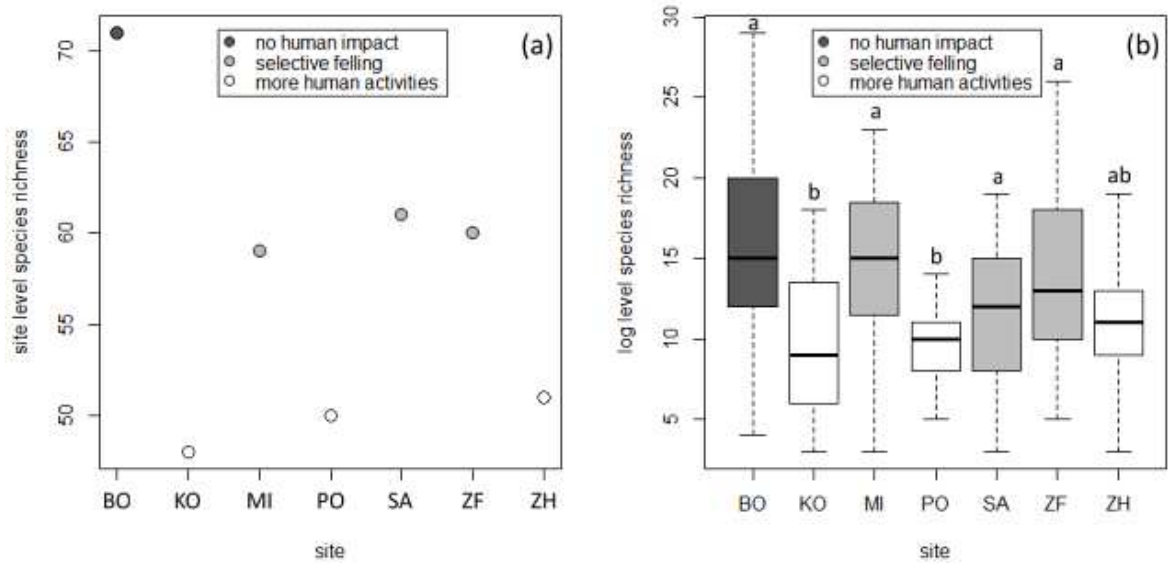 no human impact
selective felling
more human activities
(a)
site level species richness
70
65
60
55
50
BO KO MI PO SA ZF ZH
site
no human impact
selective felling
more human activities
(b)
log level species richness
30
25
20
15
10
5
a
b
a
b
a
a
ab
BO KO MI PO SA ZF ZH
site